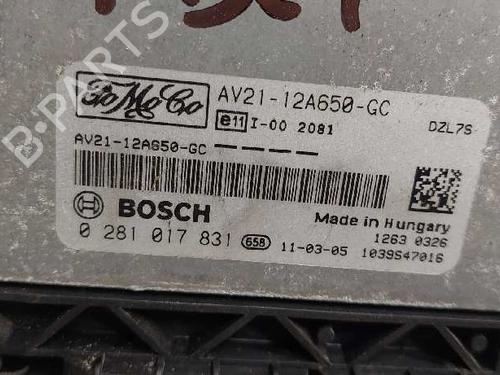 FoMoCo
AV21-12A650-GC
e11 I-00 2081
DZL7S
AV21-12A650-GC — — — —
BOSCH
Made in Hungary
0 281 017 831 658 11-03-05
1263 0326
1039S47016
B-PARTS